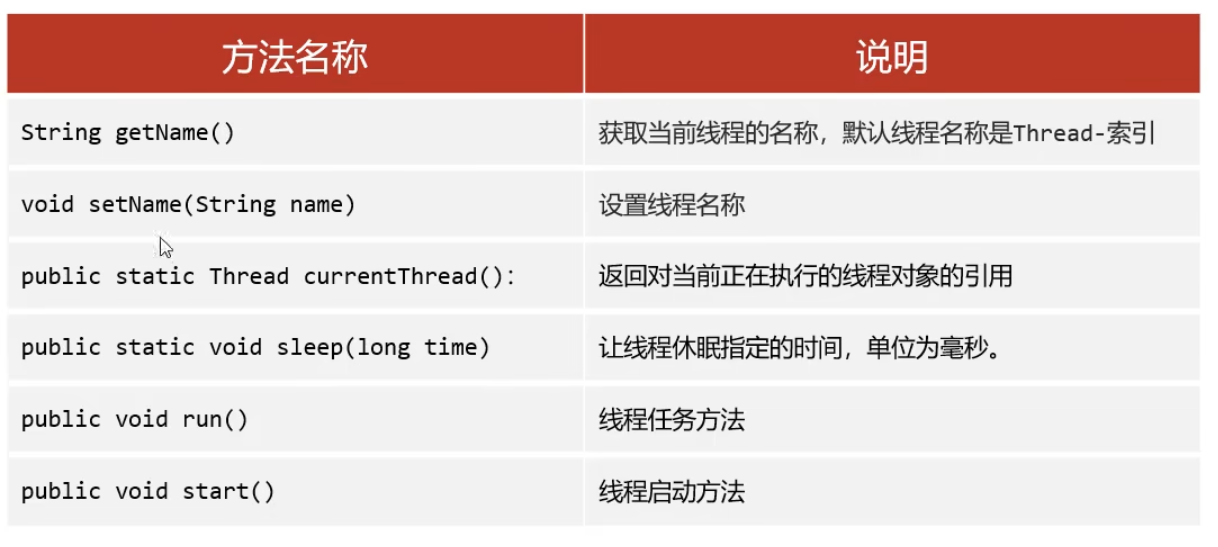 方法名称
说明
String getName()
获取当前线程的名称，默认线程名称是Thread-索引
void setName(String name)
设置线程名称
public static Thread currentThread()：
返回对当前正在执行的线程对象的引用
public static void sleep(long time)
让线程休眠指定的时间，单位为毫秒。
public void run()
线程任务方法
public void start()
线程启动方法